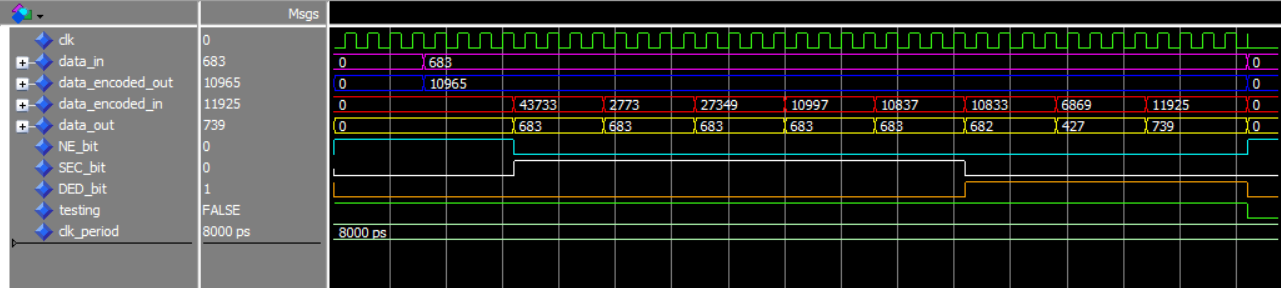 Msgs
clk 0
data_in 683 0 683 0
data_encoded_out 10965 0 10965 0
data_encoded_in 11925 0 43733 2773 27349 10997 10837 10833 6869 11925 0
data_out 739 0 683 683 683 683 683 682 427 739 0
NE_bit 0
SEC_bit 0
DED_bit 1
testing FALSE
clk_period 8000 ps 8000 ps